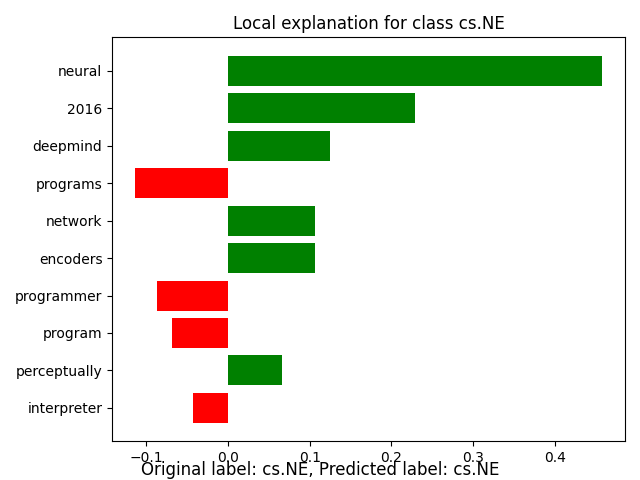 Local explanation for class cs.NE
neural
2016
deepmind
programs
network
encoders
programmer
program
perceptually
interpreter
−0.1 0.0 0.1 0.2 0.3 0.4
Original label: cs.NE, Predicted label: cs.NE